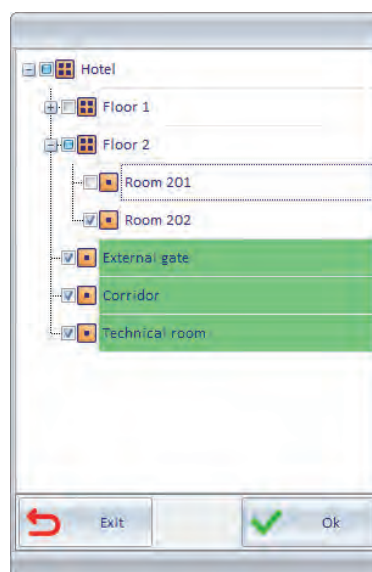 Hotel
Floor 1
Floor 2
Room 201
Room 202
External gate
Corridor
Technical room
Exit
Ok